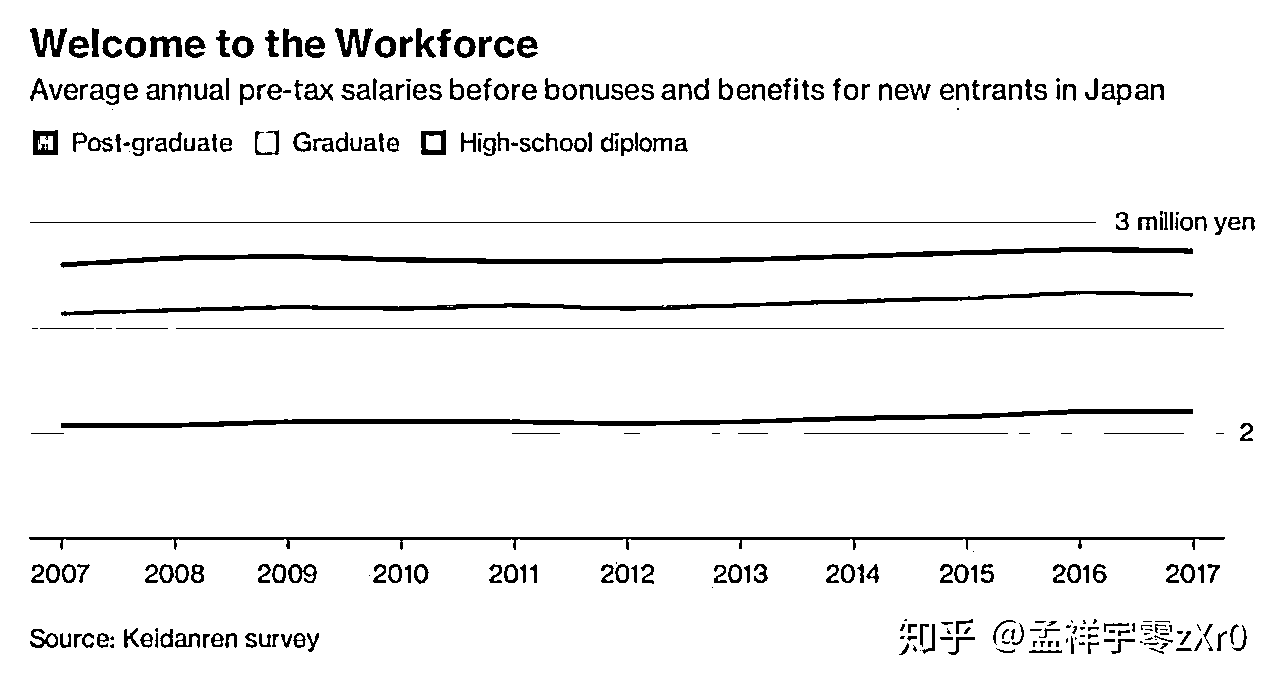 Welcome to the Workforce
Average annual pre-tax salaries before bonuses and benefits for new entrants in Japan
Post-graduate Graduate High-school diploma
3 million yen
2
2007 2008 2009 2010 2011 2012 2013 2014 2015 2016 2017
Source: Keidanren survey
知乎 @孟祥宇零zXr0